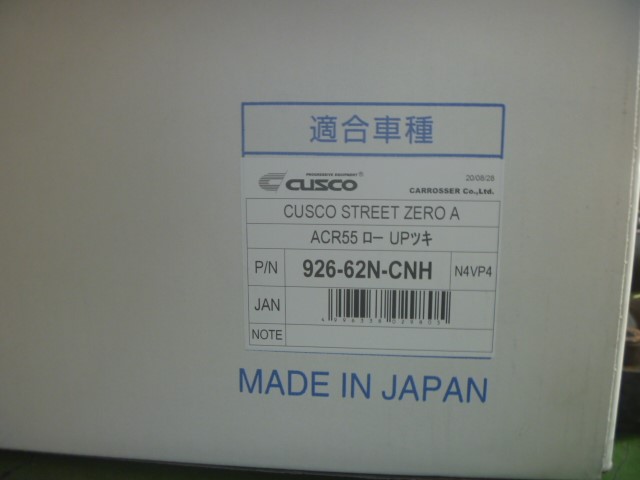 適合車種
CUSCO®
20/08/28
CARROSSER Co.,Ltd.
CUSCO STREET ZERO A
ACR55 ロー UPツキ
P/N 926-62N-CNH N4VP4
JAN
NOTE
MADE IN JAPAN